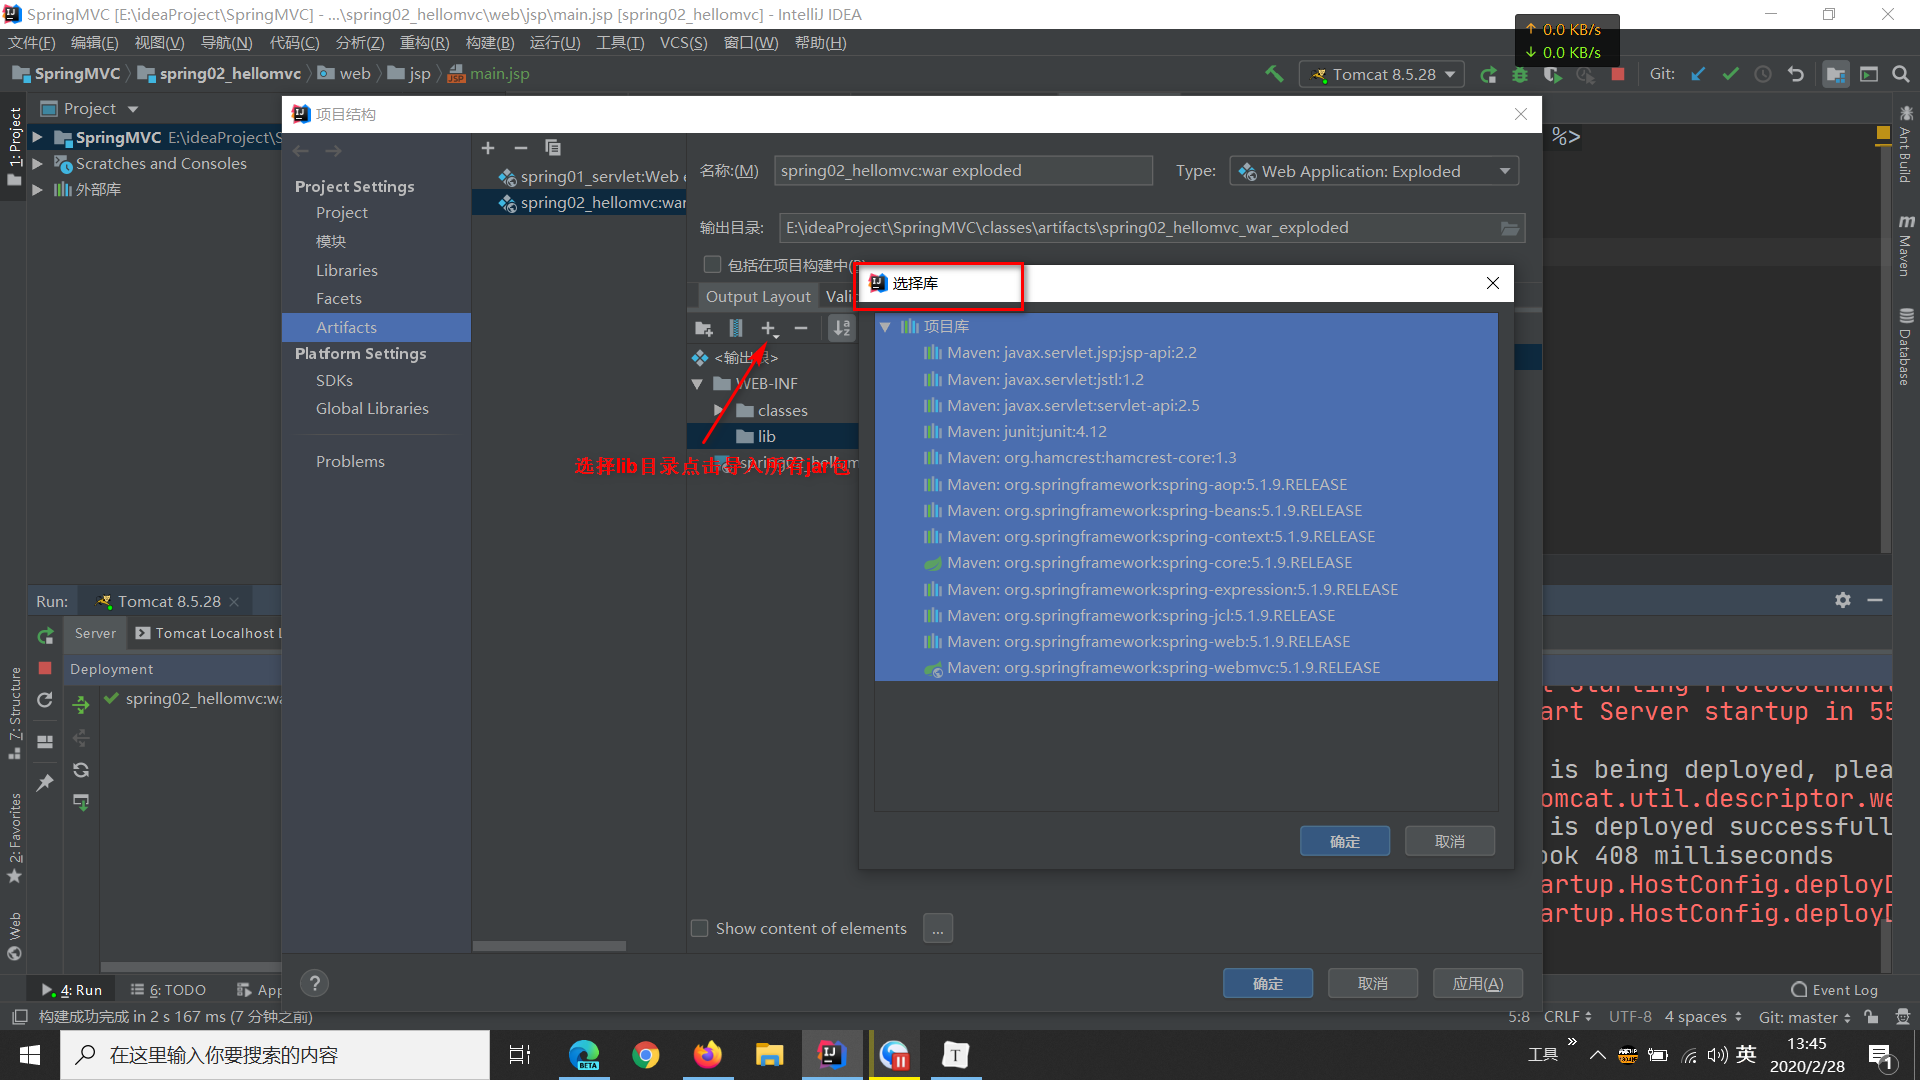 SpringMVC [E:\ideaProject\SpringMVC] - ...\spring02_hellomvc\web\jsp\main.jsp [spring02_hellomvc] - IntelliJ IDEA
文件(F) 编辑(E) 视图(V) 导航(N) 代码(C) 分析(Z) 重构(R) 构建(B) 运行(U) 工具(T) VCS(S) 窗口(W) 帮助(H)
↑ 0.0 KB/s
↓ 0.0 KB/s
SpringMVC spring02_hellomvc web jsp main.jsp
Tomcat 8.5.28
Git:
1: Project
Project
SpringMVC E:\ideaProject\S
Scratches and Consoles
外部库
项目结构
Project Settings
Project
模块
Libraries
Facets
Artifacts
Platform Settings
SDKs
Global Libraries
Problems
spring01_servlet:Web e
spring02_hellomvc:war
名称:(M) spring02_hellomvc:war exploded
Type: Web Application: Exploded
输出目录: E:\ideaProject\SpringMVC\classes\artifacts\spring02_hellomvc_war_exploded
包括在项目构建中(
Output Layout Vali
<输出根>
WEB-INF
classes
lib
选择lib目录点击导入所有jar包
选择库
项目库
Maven: javax.servlet.jsp:jsp-api:2.2
Maven: javax.servlet:jstl:1.2
Maven: javax.servlet:servlet-api:2.5
Maven: junit:junit:4.12
Maven: org.hamcrest:hamcrest-core:1.3
Maven: org.springframework:spring-aop:5.1.9.RELEASE
Maven: org.springframework:spring-beans:5.1.9.RELEASE
Maven: org.springframework:spring-context:5.1.9.RELEASE
Maven: org.springframework:spring-core:5.1.9.RELEASE
Maven: org.springframework:spring-expression:5.1.9.RELEASE
Maven: org.springframework:spring-jcl:5.1.9.RELEASE
Maven: org.springframework:spring-web:5.1.9.RELEASE
Maven: org.springframework:spring-webmvc:5.1.9.RELEASE
确定 取消
Show content of elements ...
? 确定 取消 应用(A)
%>
Ant Build
Maven
Database
Run: Tomcat 8.5.28
Server Tomcat Localhost L
Deployment
spring02_hellomvc:wa
art Server startup in 55
is being deployed, plea
omcat.util.descriptor.we
is deployed successfull
ook 408 milliseconds
artup.HostConfig.deployD
artup.HostConfig.deployD
7: Structure
2: Favorites
Web
4: Run 6: TODO App
Event Log
构建成功完成 in 2 s 167 ms (7 分钟之前)
5:8 CRLF UTF-8 4 spaces Git: master
在这里输入你要搜索的内容
BETA
T
工具 英
13:45
2020/2/28
1